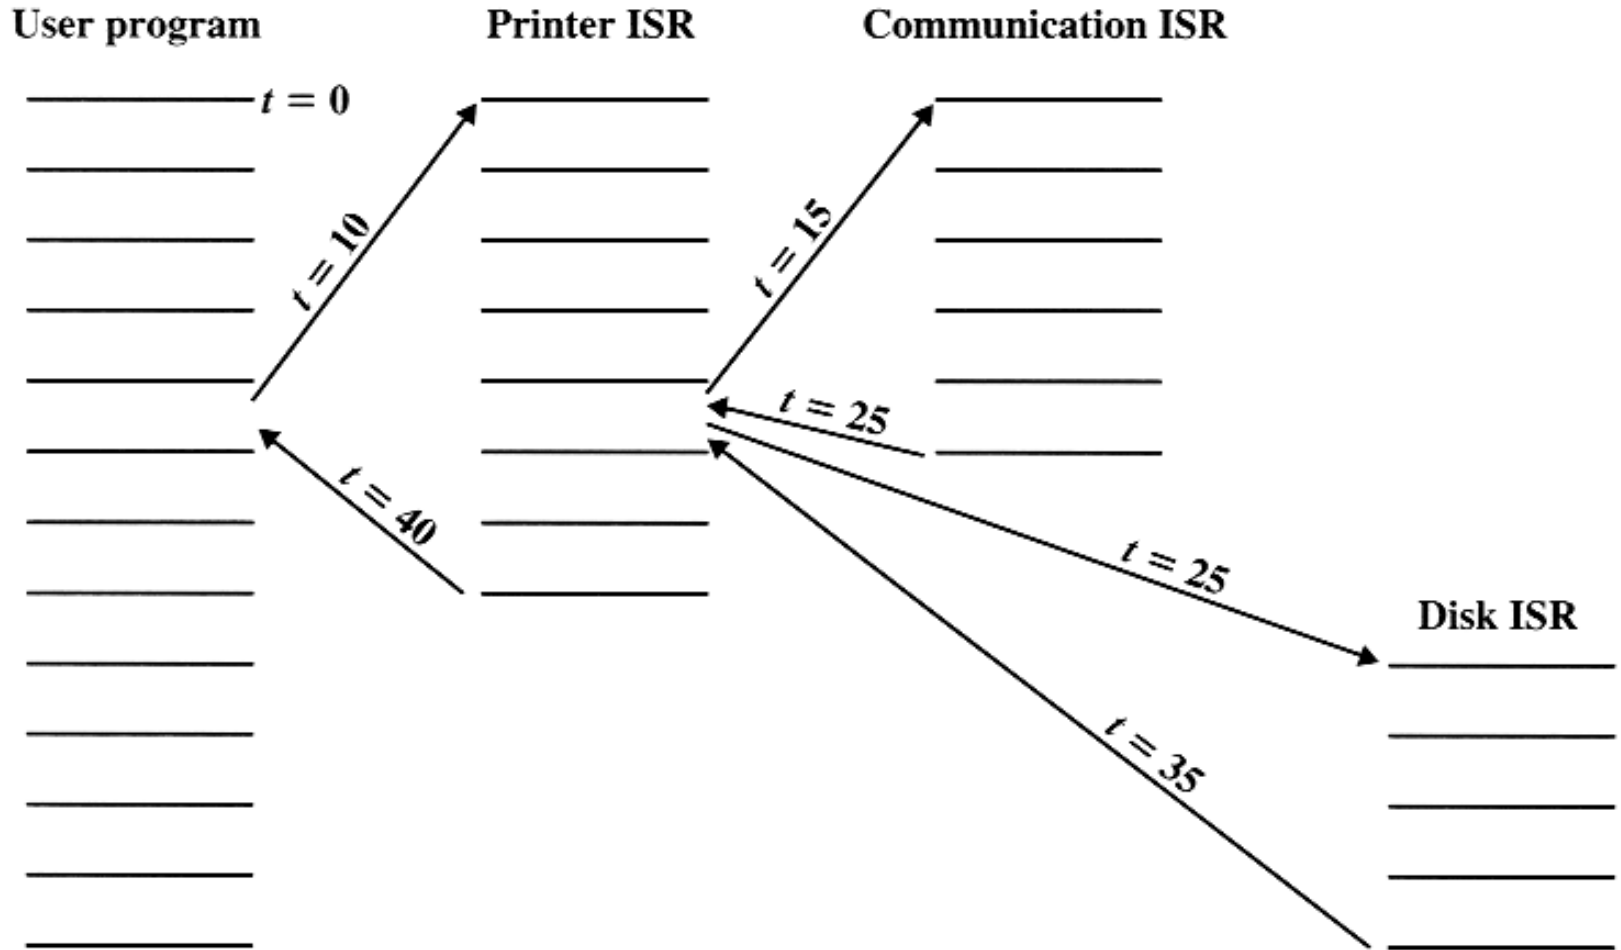 User program
Printer ISR
Communication ISR
t = 0
t = 10
t = 15
t = 25
t = 40
t = 25
Disk ISR
t = 35